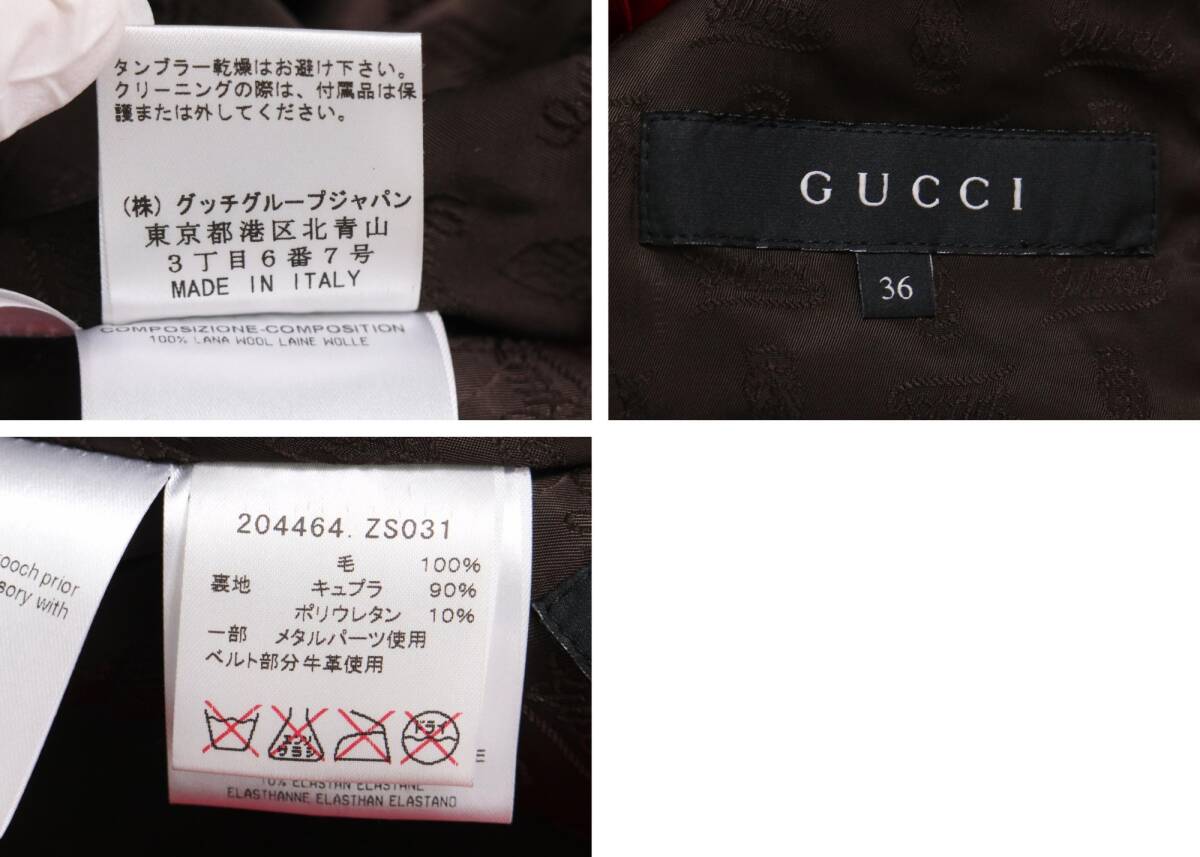 タンブラー乾燥はお避け下さい。
クリーニングの際は、付属品は保
護または外してください。
(株)グッチグループジャパン
東京都港区北青山
3丁目6番7号
MADE IN ITALY
COMPOSIZIONE-COMPOSITION
100% LANA WOOL LAINE WOLLE
GUCCI
36
prior
with
204464. ZS031
毛 100%
裏地 キュプラ 90%
ポリウレタン 10%
一部 メタルパーツ使用
ベルト部分牛革使用
エンソ
サラシ
ドライ
10% ELASTAN ELASTANE
ELASTHANNE ELASTHAN ELASTANO